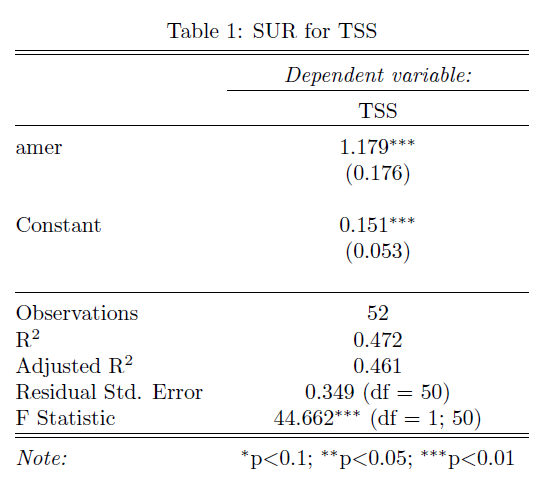 Table 1: SUR for TSS
Dependent variable:
TSS
amer 1.179***
(0.176)
Constant 0.151***
(0.053)
Observations 52
R² 0.472
Adjusted R² 0.461
Residual Std. Error 0.349 (df = 50)
F Statistic 44.662*** (df = 1; 50)
Note: *p<0.1; **p<0.05; ***p<0.01